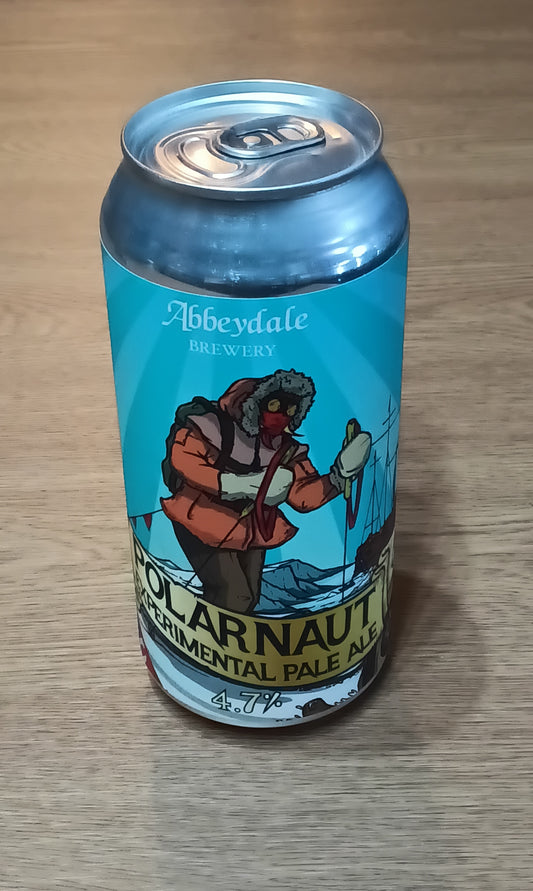 Abbeydale
BREWERY
POLARNAUT
EXPERIMENTAL PALE ALE
4.7%